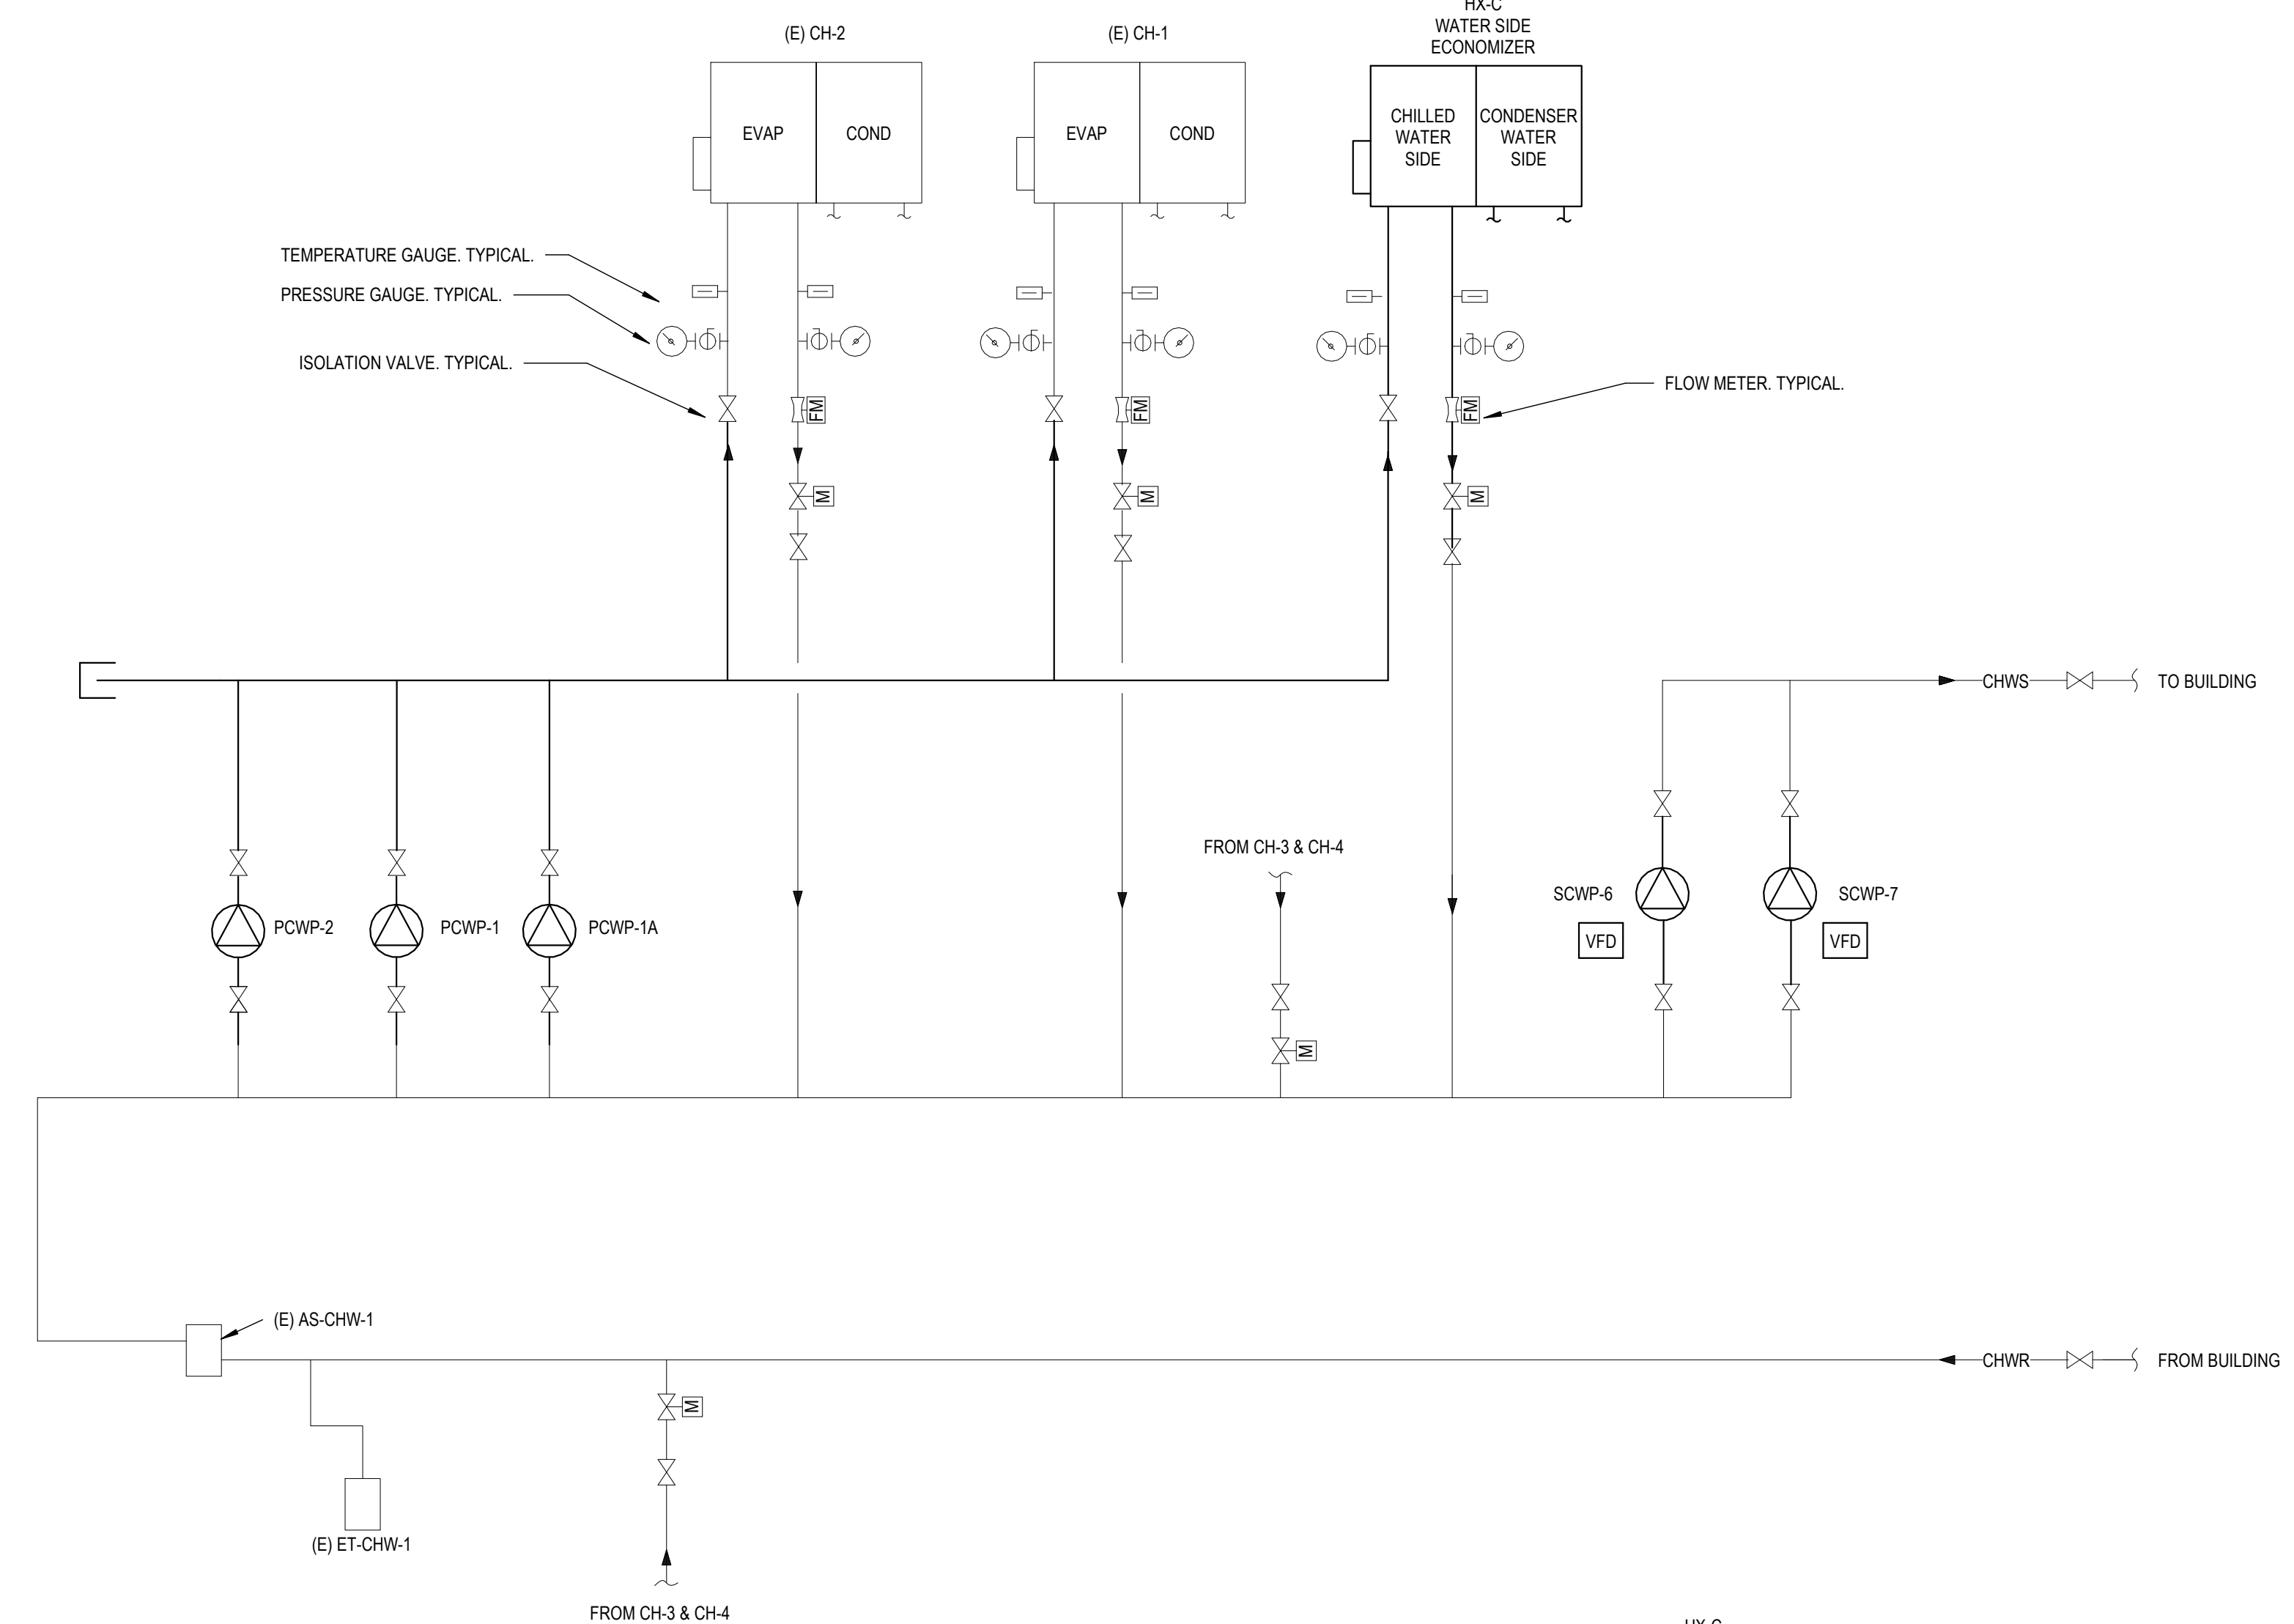 HX-C
WATER SIDE
ECONOMIZER
(E) CH-2
(E) CH-1
EVAP
COND
EVAP
COND
CHILLED
WATER
SIDE
CONDENSER
WATER
SIDE
TEMPERATURE GAUGE. TYPICAL.
PRESSURE GAUGE. TYPICAL.
ISOLATION VALVE. TYPICAL.
FLOW METER. TYPICAL.
FM
FM
FM
M
M
M
CHWS
TO BUILDING
FROM CH-3 & CH-4
SCWP-6
SCWP-7
PCWP-2
PCWP-1
PCWP-1A
VFD
VFD
M
(E) AS-CHW-1
CHWR
FROM BUILDING
M
(E) ET-CHW-1
FROM CH-3 & CH-4
HX-C